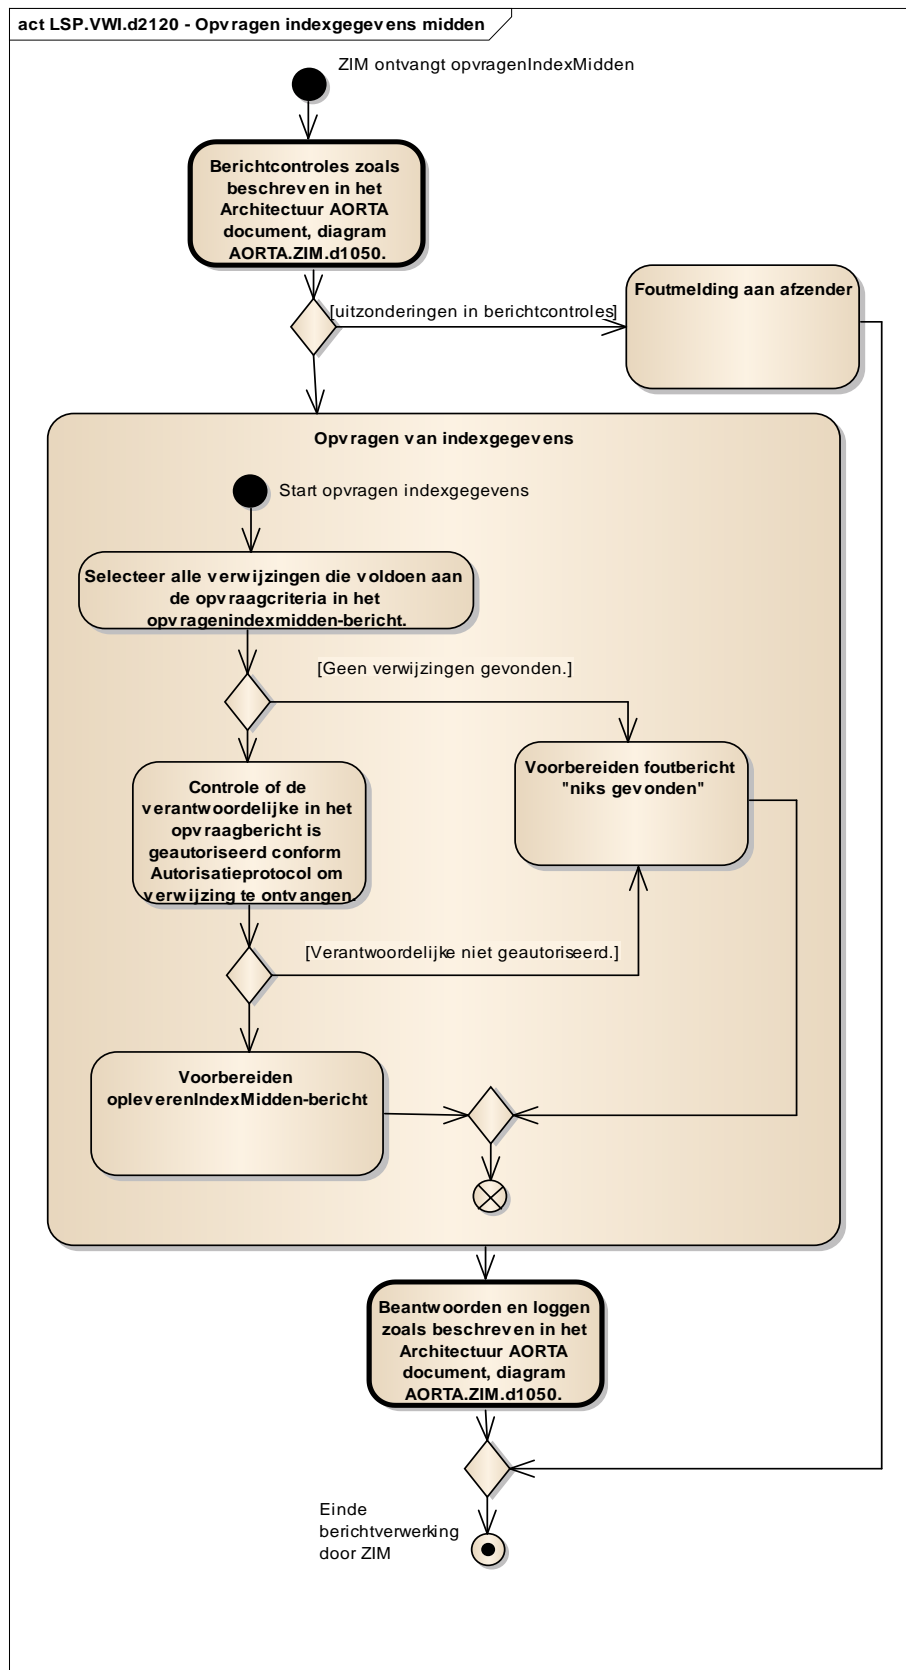 act LSP.VWI.d2120 - Opvragen indexgegevens midden
ZIM ontvangt opvragenIndexMidden
Berichtcontroles zoals
beschreven in het
Architectuur AORTA
document, diagram
AORTA.ZIM.d1050.
[uitzonderingen in berichtcontroles]
Foutmelding aan afzender
Opvragen van indexgegevens
Start opvragen indexgegevens
Selecteer alle verwijzingen die voldoen aan
de opvraagcriteria in het
opvragenindexmidden-bericht.
[Geen verwijzingen gevonden.]
Voorbereiden foutbericht
"niks gevonden"
Controle of de
verantwoordelijke in het
opvraagbericht is
geautoriseerd conform
Autorisatieprotocol om
verwijzing te ontvangen.
[Verantwoordelijke niet geautoriseerd.]
Voorbereiden
opleverenIndexMidden-bericht
Beantwoorden en loggen
zoals beschreven in het
Architectuur AORTA
document, diagram
AORTA.ZIM.d1050.
Einde
berichtverwerking
door ZIM